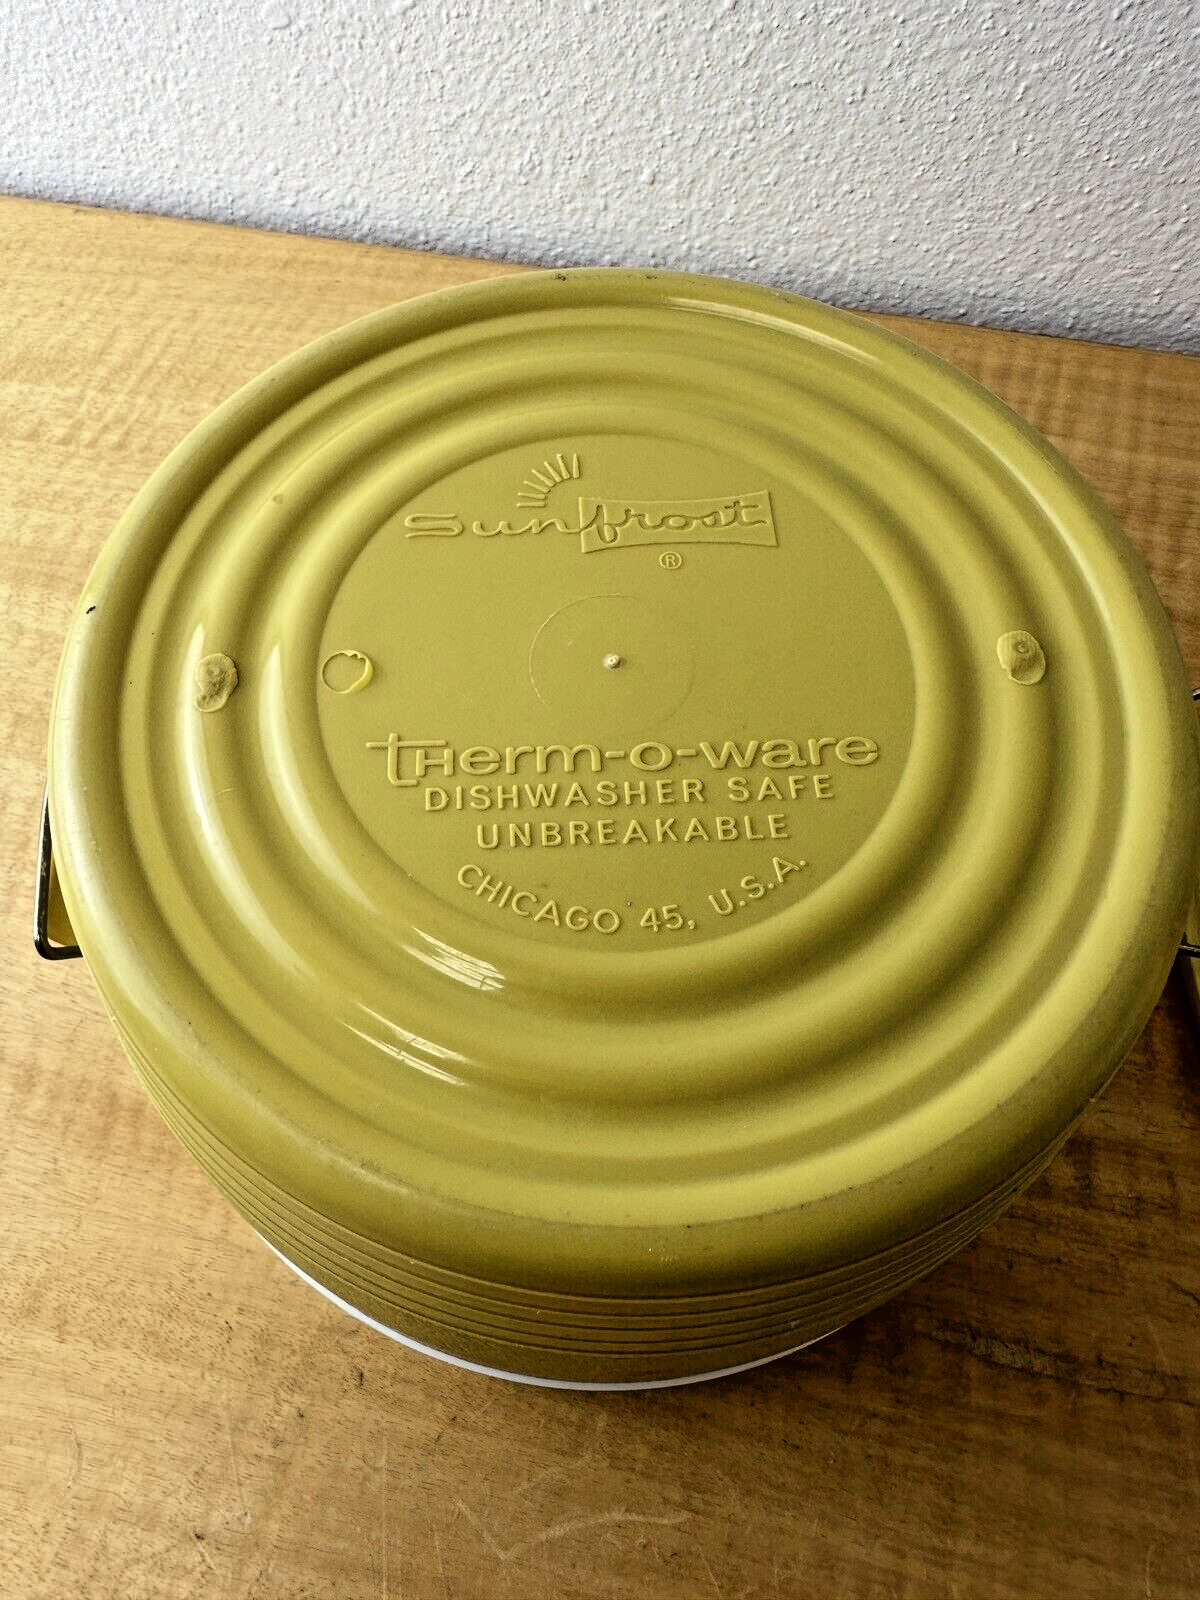 Sunfrost
®
THerm-o-ware
DISHWASHER SAFE
UNBREAKABLE
CHICAGO 45, U.S.A.